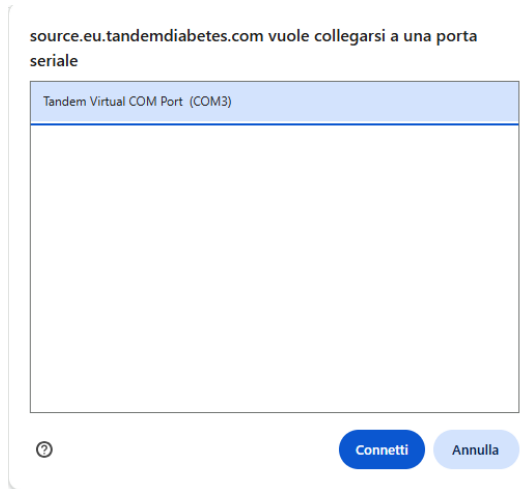 source.eu.tandemdiabetes.com vuole collegarsi a una porta
seriale
Tandem Virtual COM Port (COM3)
Connetti
Annulla